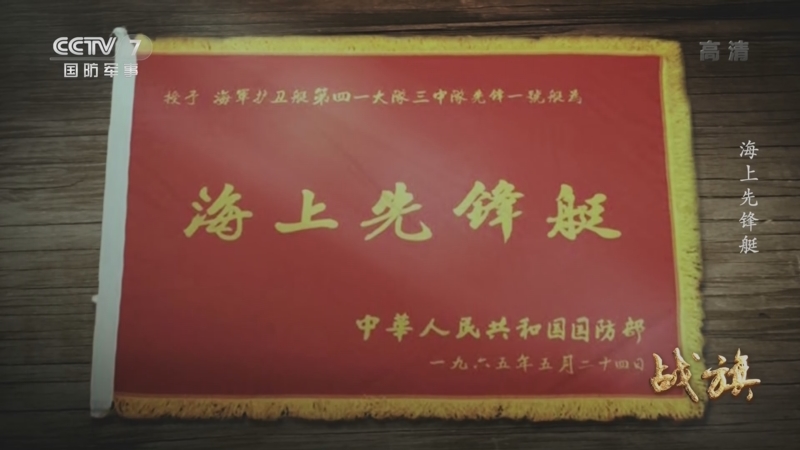 CCTV 7
国防军事
高清
授予 海军护卫艇第四一大队三中隊先锋一號艇为
海上先锋艇
中華人民共和国国防部
一九六五年五月二十四日
海上先锋艇
战旗